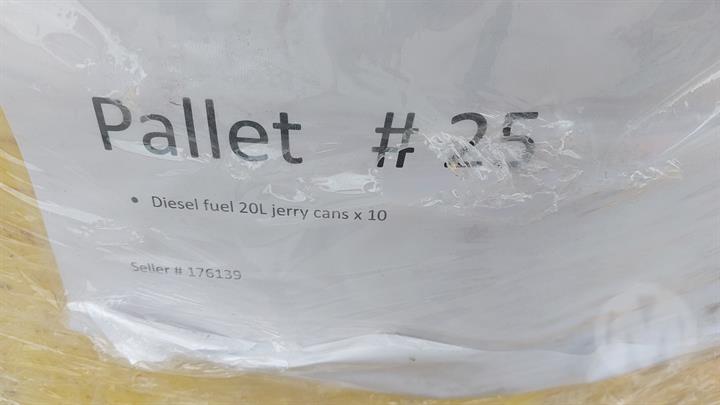 Pallet # 25
• Diesel fuel 20L jerry cans x 10
Seller # 176139